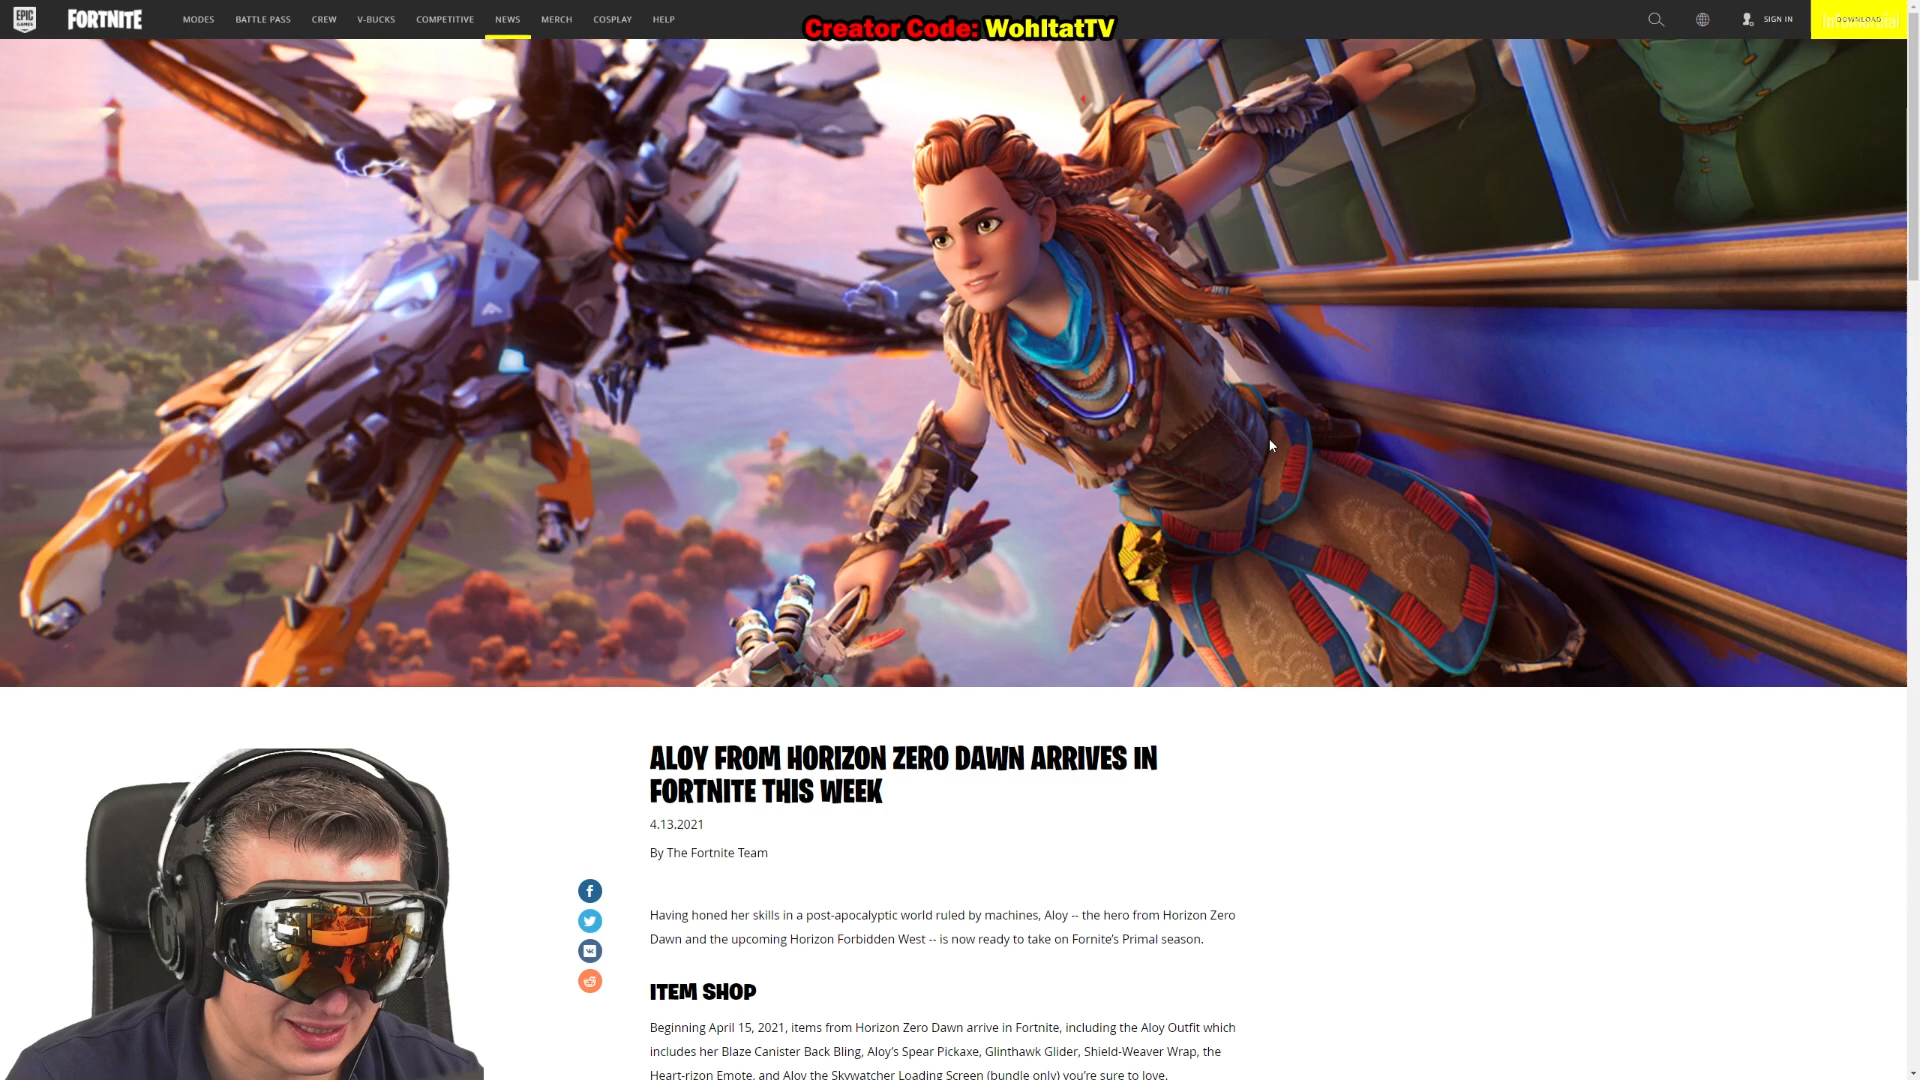 EPIC GAMES
FORTNITE
MODES BATTLE PASS CREW V-BUCKS COMPETITIVE NEWS MERCH COSPLAY HELP
Creator Code: WohltatTV
SIGN IN
DOWNLOAD
ALOY FROM HORIZON ZERO DAWN ARRIVES IN
FORTNITE THIS WEEK
4.13.2021
By The Fortnite Team
Having honed her skills in a post-apocalyptic world ruled by machines, Aloy -- the hero from Horizon Zero
Dawn and the upcoming Horizon Forbidden West -- is now ready to take on Fornite's Primal season.
ITEM SHOP
Beginning April 15, 2021, items from Horizon Zero Dawn arrive in Fortnite, including the Aloy Outfit which
includes her Blaze Canister Back Bling, Aloy's Spear Pickaxe, Glinthawk Glider, Shield-Weaver Wrap, the
Heart-rizon Emote, and Aloy the Skywatcher Loading Screen (bundle only) you're sure to love.